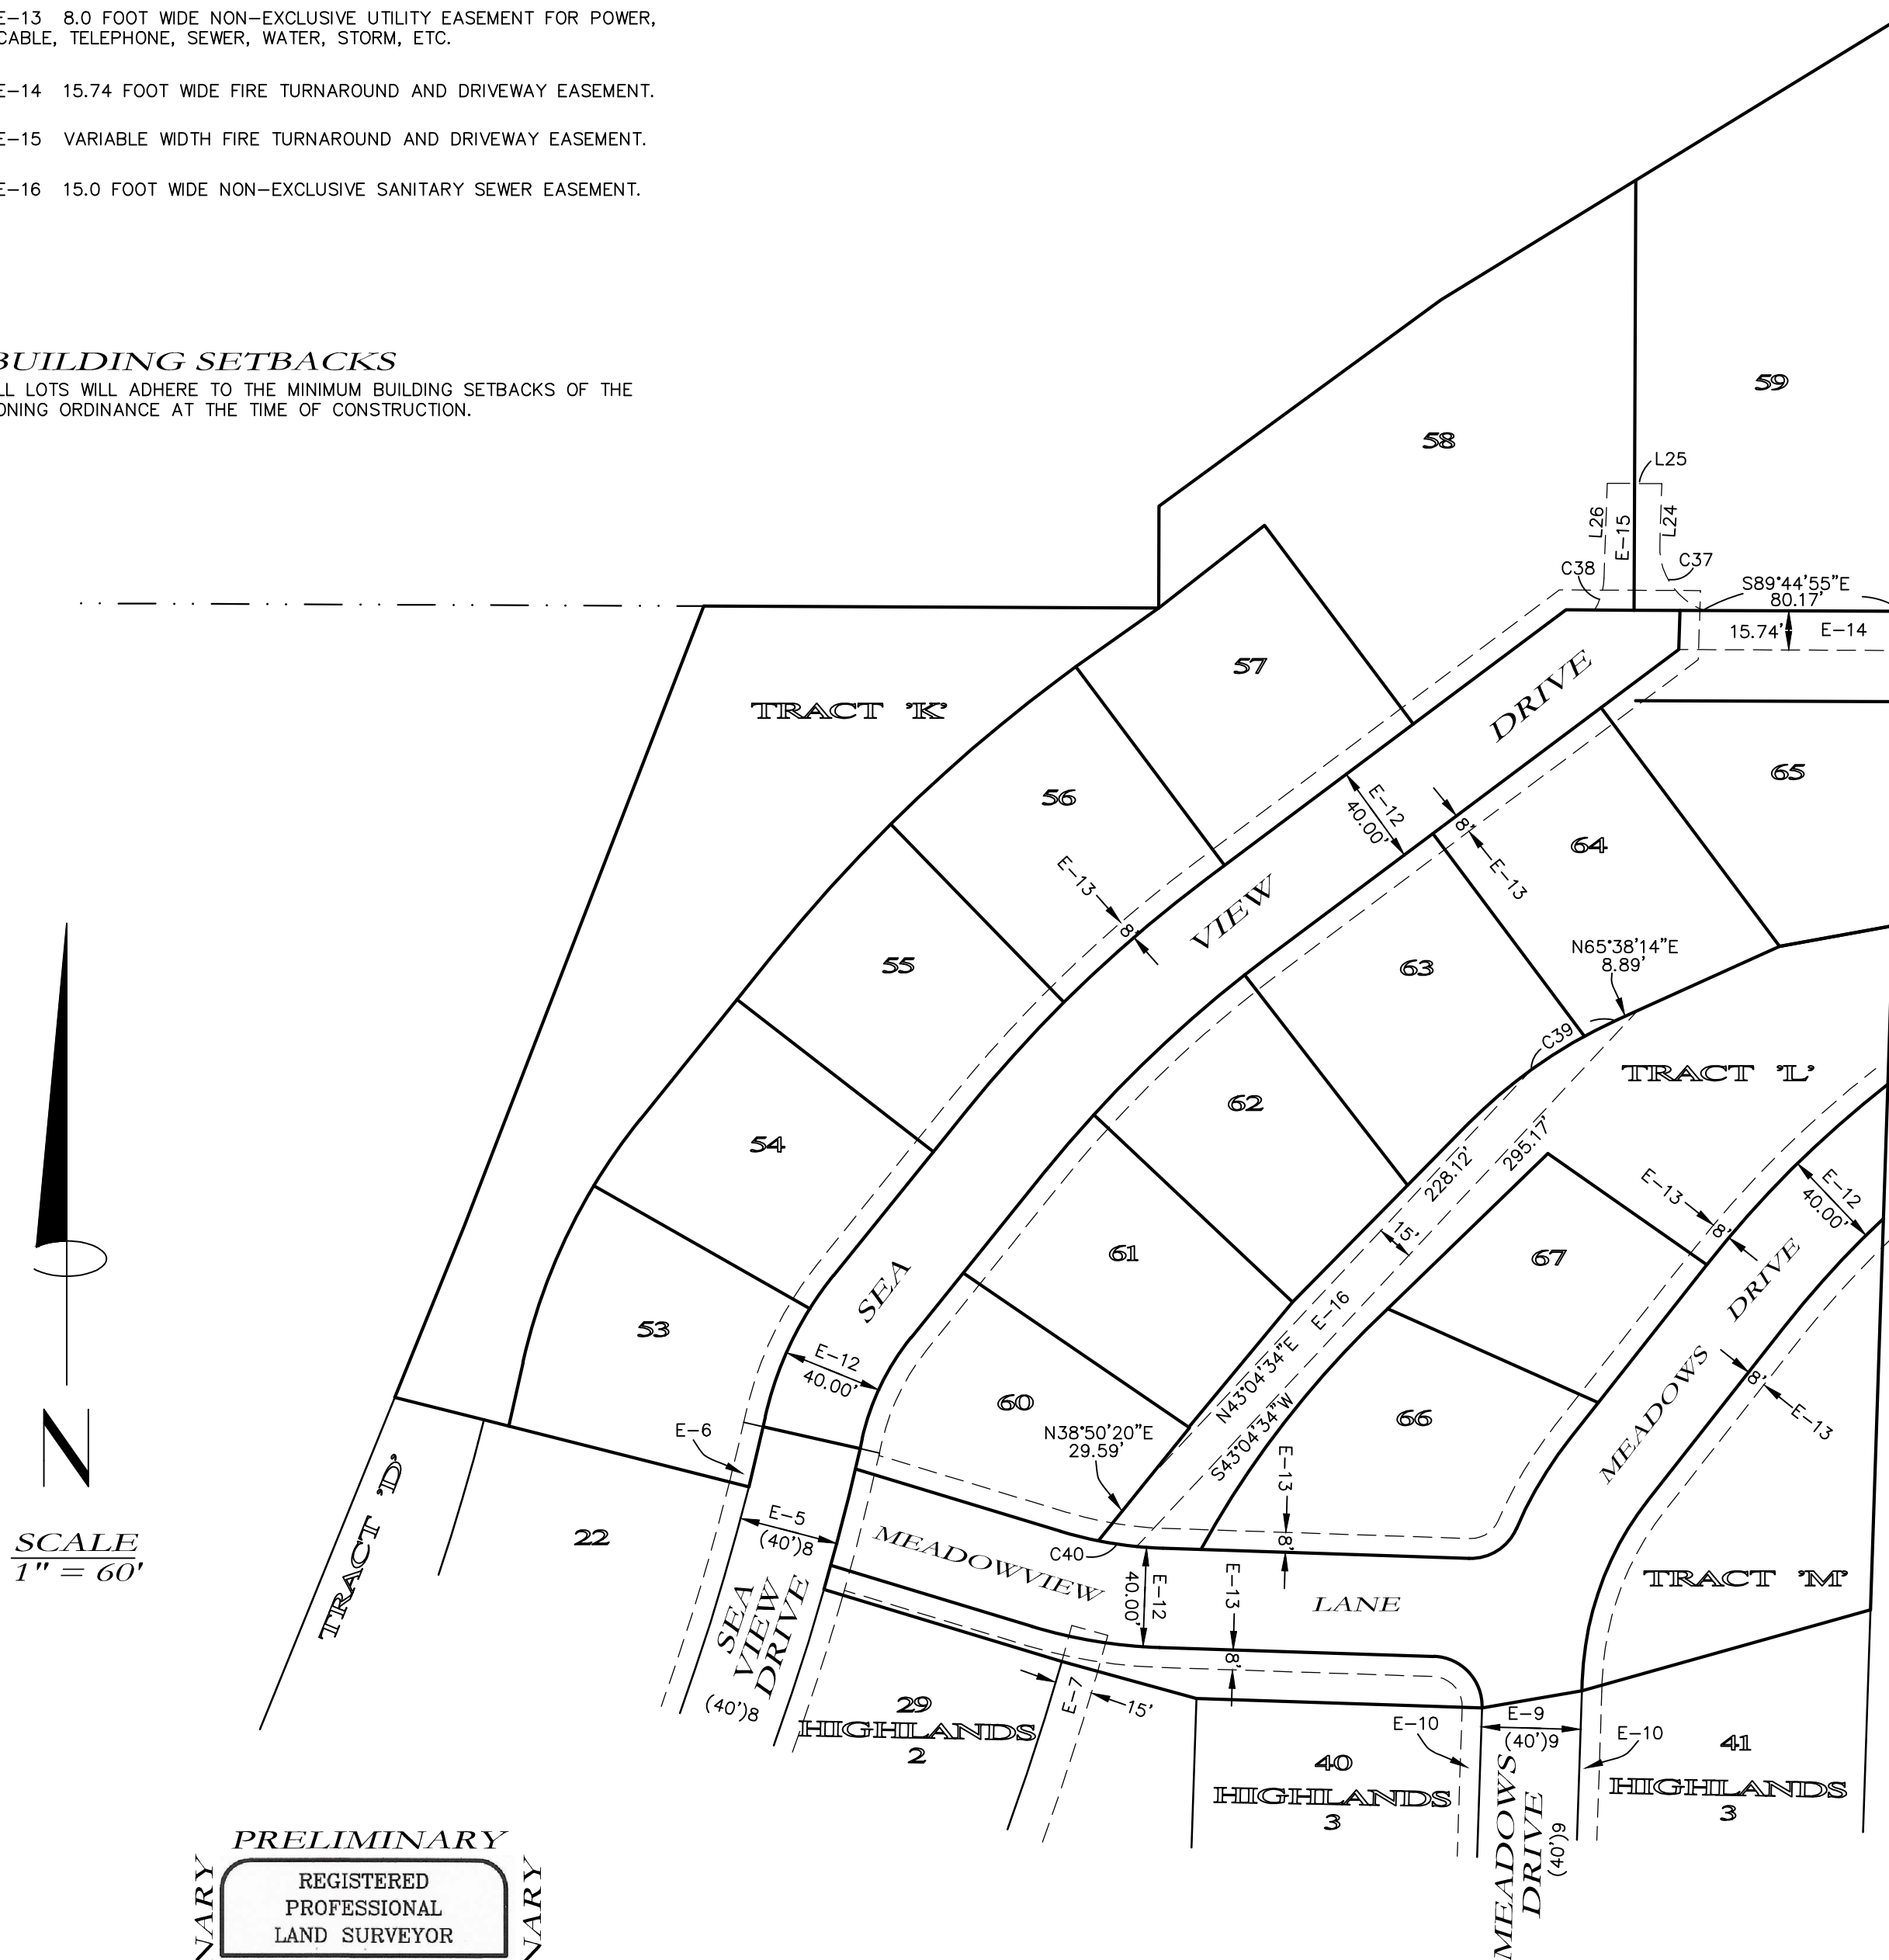 E-13 8.0 FOOT WIDE NON-EXCLUSIVE UTILITY EASEMENT FOR POWER,
CABLE, TELEPHONE, SEWER, WATER, STORM, ETC.
E-14 15.74 FOOT WIDE FIRE TURNAROUND AND DRIVEWAY EASEMENT.
E-15 VARIABLE WIDTH FIRE TURNAROUND AND DRIVEWAY EASEMENT.
E-16 15.0 FOOT WIDE NON-EXCLUSIVE SANITARY SEWER EASEMENT.
BUILDING SETBACKS
LL LOTS WILL ADHERE TO THE MINIMUM BUILDING SETBACKS OF THE
ONING ORDINANCE AT THE TIME OF CONSTRUCTION.
59
58
L25
L26
E-15
L24
C38
C37
S89°44'55"E
80.17'
15.74'
E-14
57
TRACT 'K'
DRIVE
65
56
E-12
40.00'
8'
E-13
64
E-13
8'
VIEW
55
63
N65°38'14"E
8.89'
C39
TRACT 'L'
62
54
228.12'
295.17'
E-13
8'
E-12
40.00'
15'
61
67
SEA
DRIVE
E-16
53
N43°04'34"E
S43°04'34"W
E-12
40.00'
MEADOWS
8'
E-13
60
66
E-6
N38°50'20"E
29.59'
E-13
8'
N
TRACT 'D'
SCALE
1" = 60'
22
E-5
(40')8
MEADOWVIEW
C40
E-12
40.00'
E-13
8'
LANE
TRACT 'M'
SEA
VIEW
DRIVE
(40')8
29
HIGHLANDS
2
E-7
15'
E-10
E-9
(40')9
E-10
40
HIGHLANDS
3
41
HIGHLANDS
3
MEADOWS
DRIVE
(40')9
PRELIMINARY
NARY
REGISTERED
PROFESSIONAL
LAND SURVEYOR
NARY